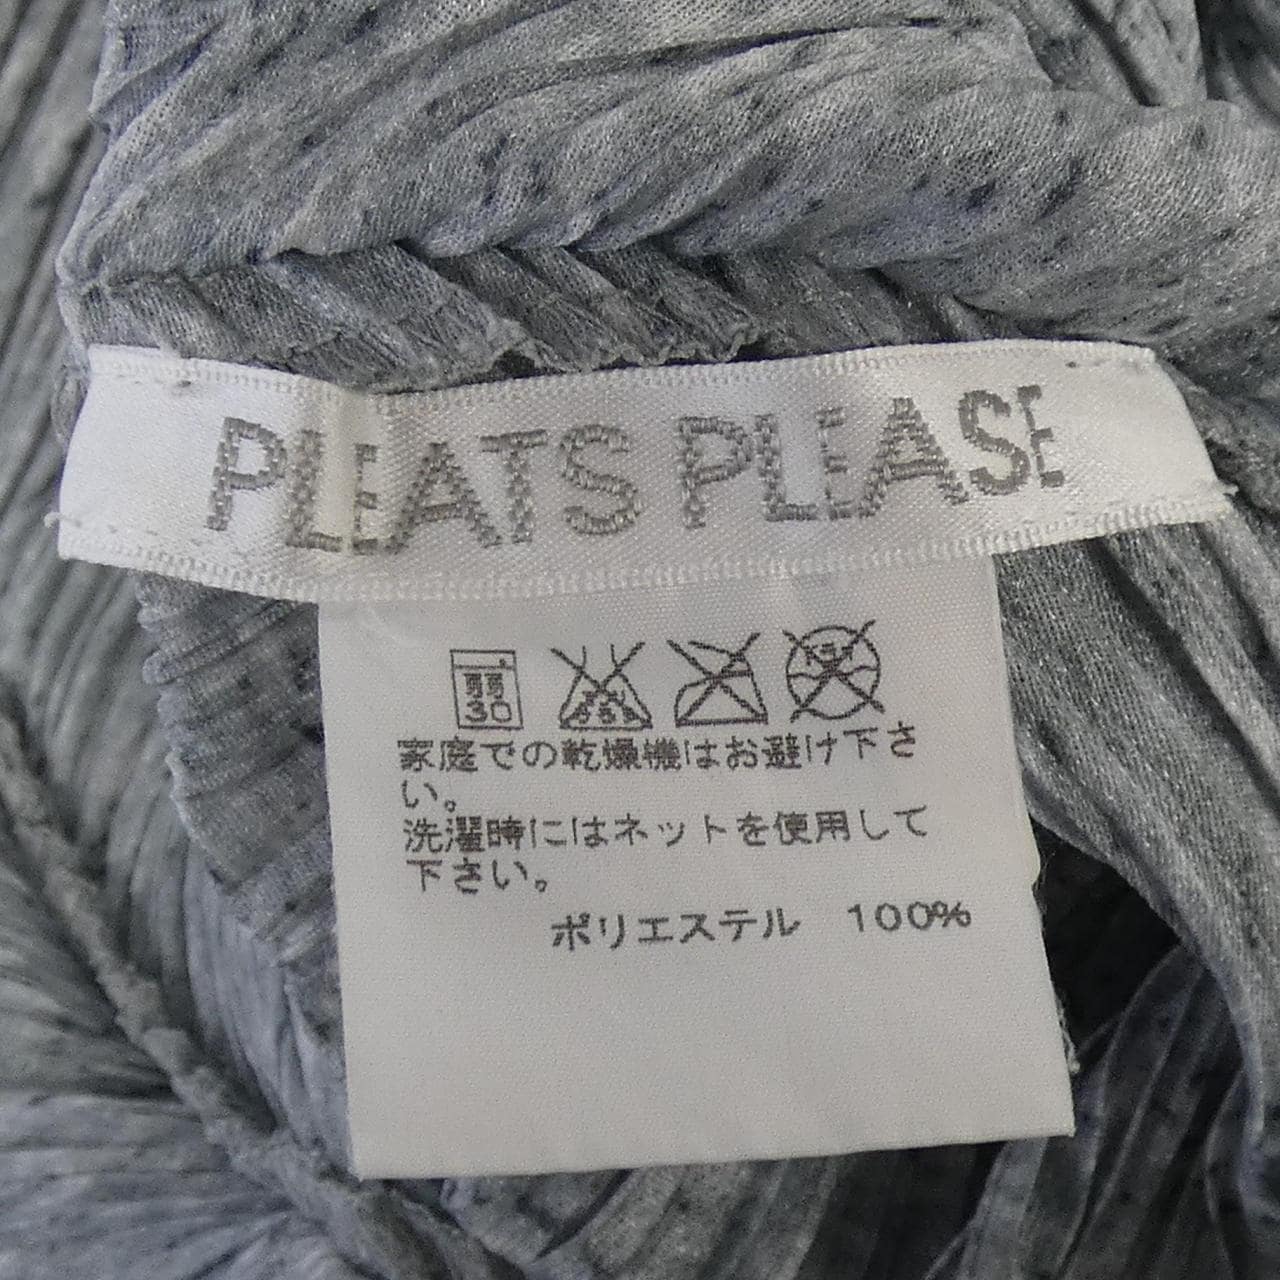 PLEATS PLEASE
弱
30
家庭での乾燥機はお避け下さ
い。
洗濯時にはネットを使用して
下さい。
ポリエステル 100%